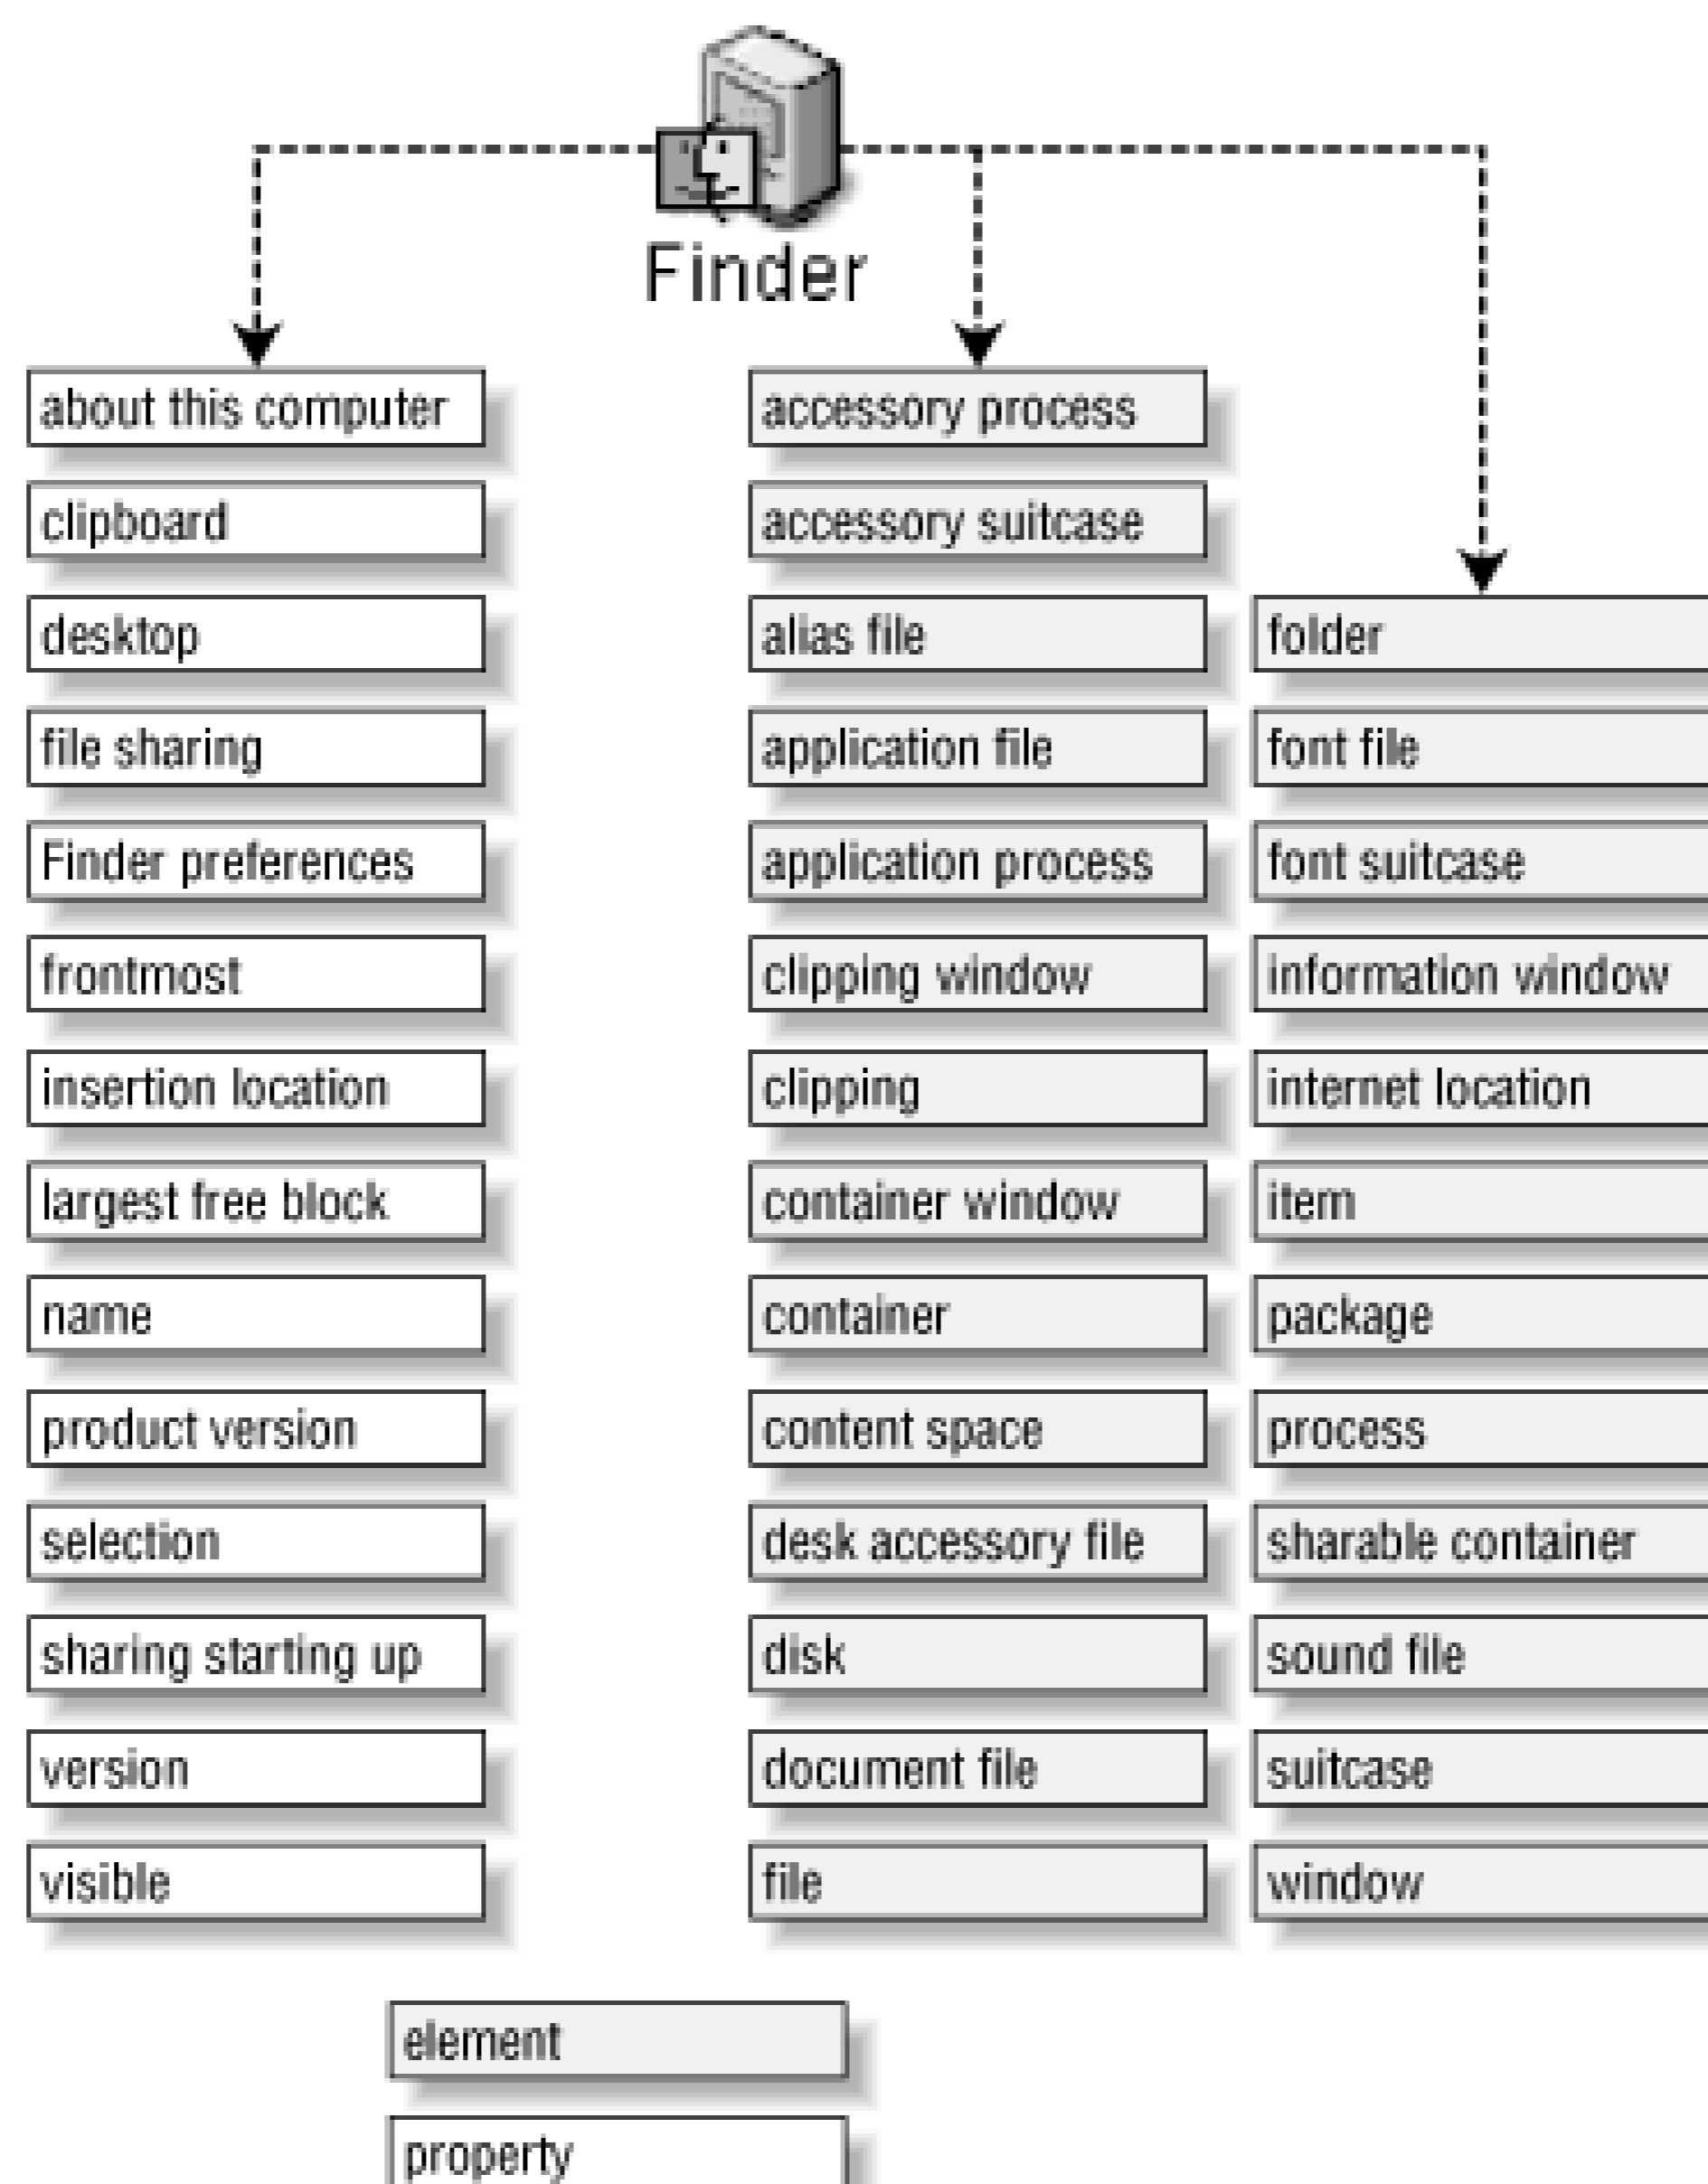 Finder
about this computer
clipboard
desktop
file sharing
Finder preferences
frontmost
insertion location
largest free block
name
product version
selection
sharing starting up
version
visible
accessory process
accessory suitcase
alias file
application file
application process
clipping window
clipping
container window
container
content space
desk accessory file
disk
document file
file
folder
font file
font suitcase
information window
internet location
item
package
process
sharable container
sound file
suitcase
window
element
property